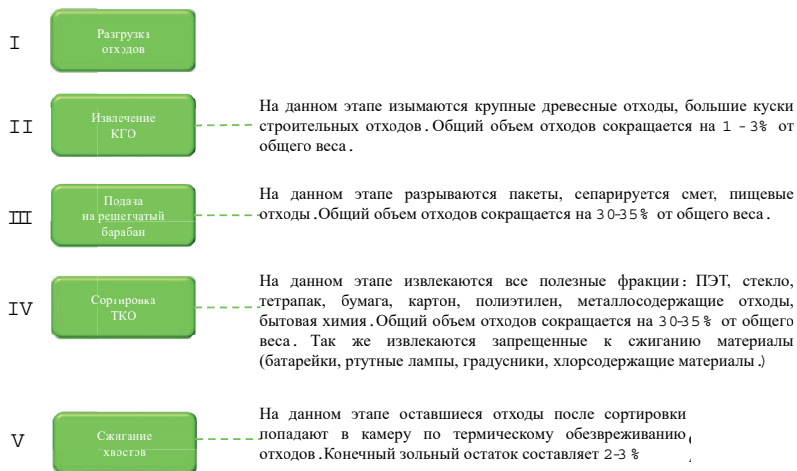 I
Разгрузка
отходов
II
Извлечение
КГО
На данном этапе изымаются крупные древесные отходы, большие куски
строительных отходов. Общий объем отходов сокращается на 1 - 3% от
общего веса.
III
Подача
на решетчатый
барабан
На данном этапе разрываются пакеты, сепарируется смет, пищевые
отходы. Общий объем отходов сокращается на 30-35% от общего веса.
IV
Сортировка
ТКО
На данном этапе извлекаются все полезные фракции: ПЭТ, стекло,
тетрапак, бумага, картон, полиэтилен, металлосодержащие отходы,
бытовая химия. Общий объем отходов сокращается на 30-35% от общего
веса. Так же извлекаются запрещенные к сжиганию материалы
(батарейки, ртутные лампы, градусники, хлорсодержащие материалы.)
V
Сжигание
хвостов
На данном этапе оставшиеся отходы после сортировки
попадают в камеру по термическому обезвреживанию
отходов. Конечный зольный остаток составляет 2-3 %